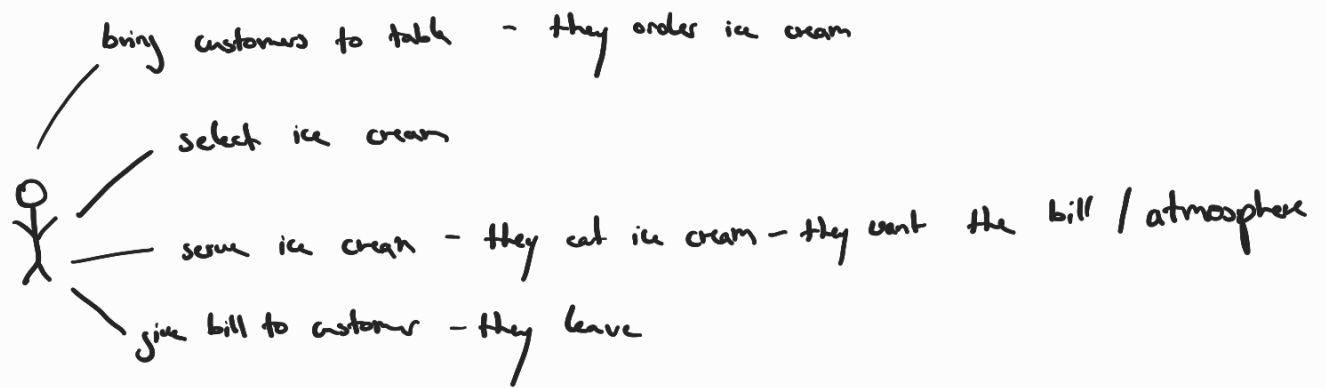 bring customers to table - they order ice cream
select ice cream
serve ice cream - they eat ice cream - they want the bill / atmosphere
give bill to customer - they leave